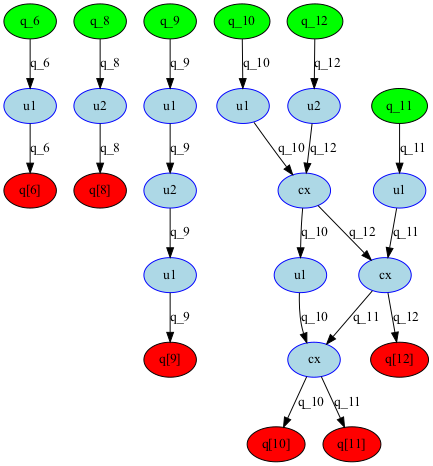 q_6 q_8 q_9 q_10 q_12
q_6 q_8 q_9 q_10 q_12
q_11
u1 u2 u1 u1 u2
q_6 q_8 q_9 q_10 q_12 q_11
q[6] q[8] u2 cx u1
q_9 q_10 q_12 q_11
u1 u1 cx
q_9 q_10 q_11 q_12
q[9] cx q[12]
q_10 q_11
q[10] q[11]